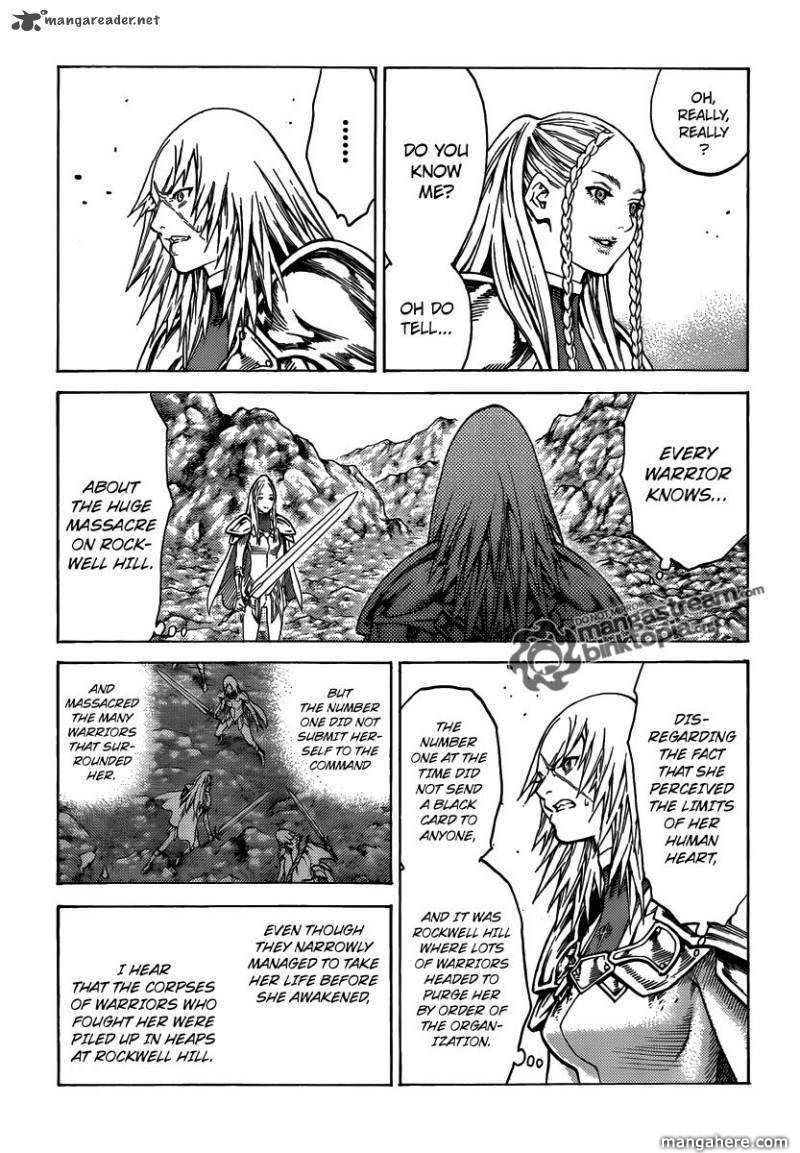 mangareader.net
OH,
REALLY,
REALLY
?
DO YOU
KNOW
ME?
OH DO
TELL...
......
EVERY
WARRIOR
KNOWS...
ABOUT
THE HUGE
MASSACRE
ON ROCK-
WELL HILL.
mangastream.com
binktopia
DIS-
REGARDING
THE FACT
THAT SHE
PERCEIVED
THE LIMITS
OF HER
HUMAN
HEART,
THE
NUMBER
ONE AT THE
TIME DID
NOT SEND
A BLACK
CARD TO
ANYONE,
AND IT WAS
ROCKWELL HILL
WHERE LOTS
OF WARRIORS
HEADED TO
PURGE HER
BY ORDER OF
THE ORGAN-
IZATION.
BUT
THE NUMBER
ONE DID NOT
SUBMIT HER-
SELF TO THE
COMMAND
AND
MASSACRED
THE MANY
WARRIORS
THAT SUR-
ROUNDED
HER.
EVEN THOUGH
THEY NARROWLY
MANAGED TO TAKE
HER LIFE BEFORE
SHE AWAKENED,
I HEAR
THAT THE CORPSES
OF WARRIORS WHO
FOUGHT HER WERE
PILED UP IN HEAPS
AT ROCKWELL HILL.
mangahere.com